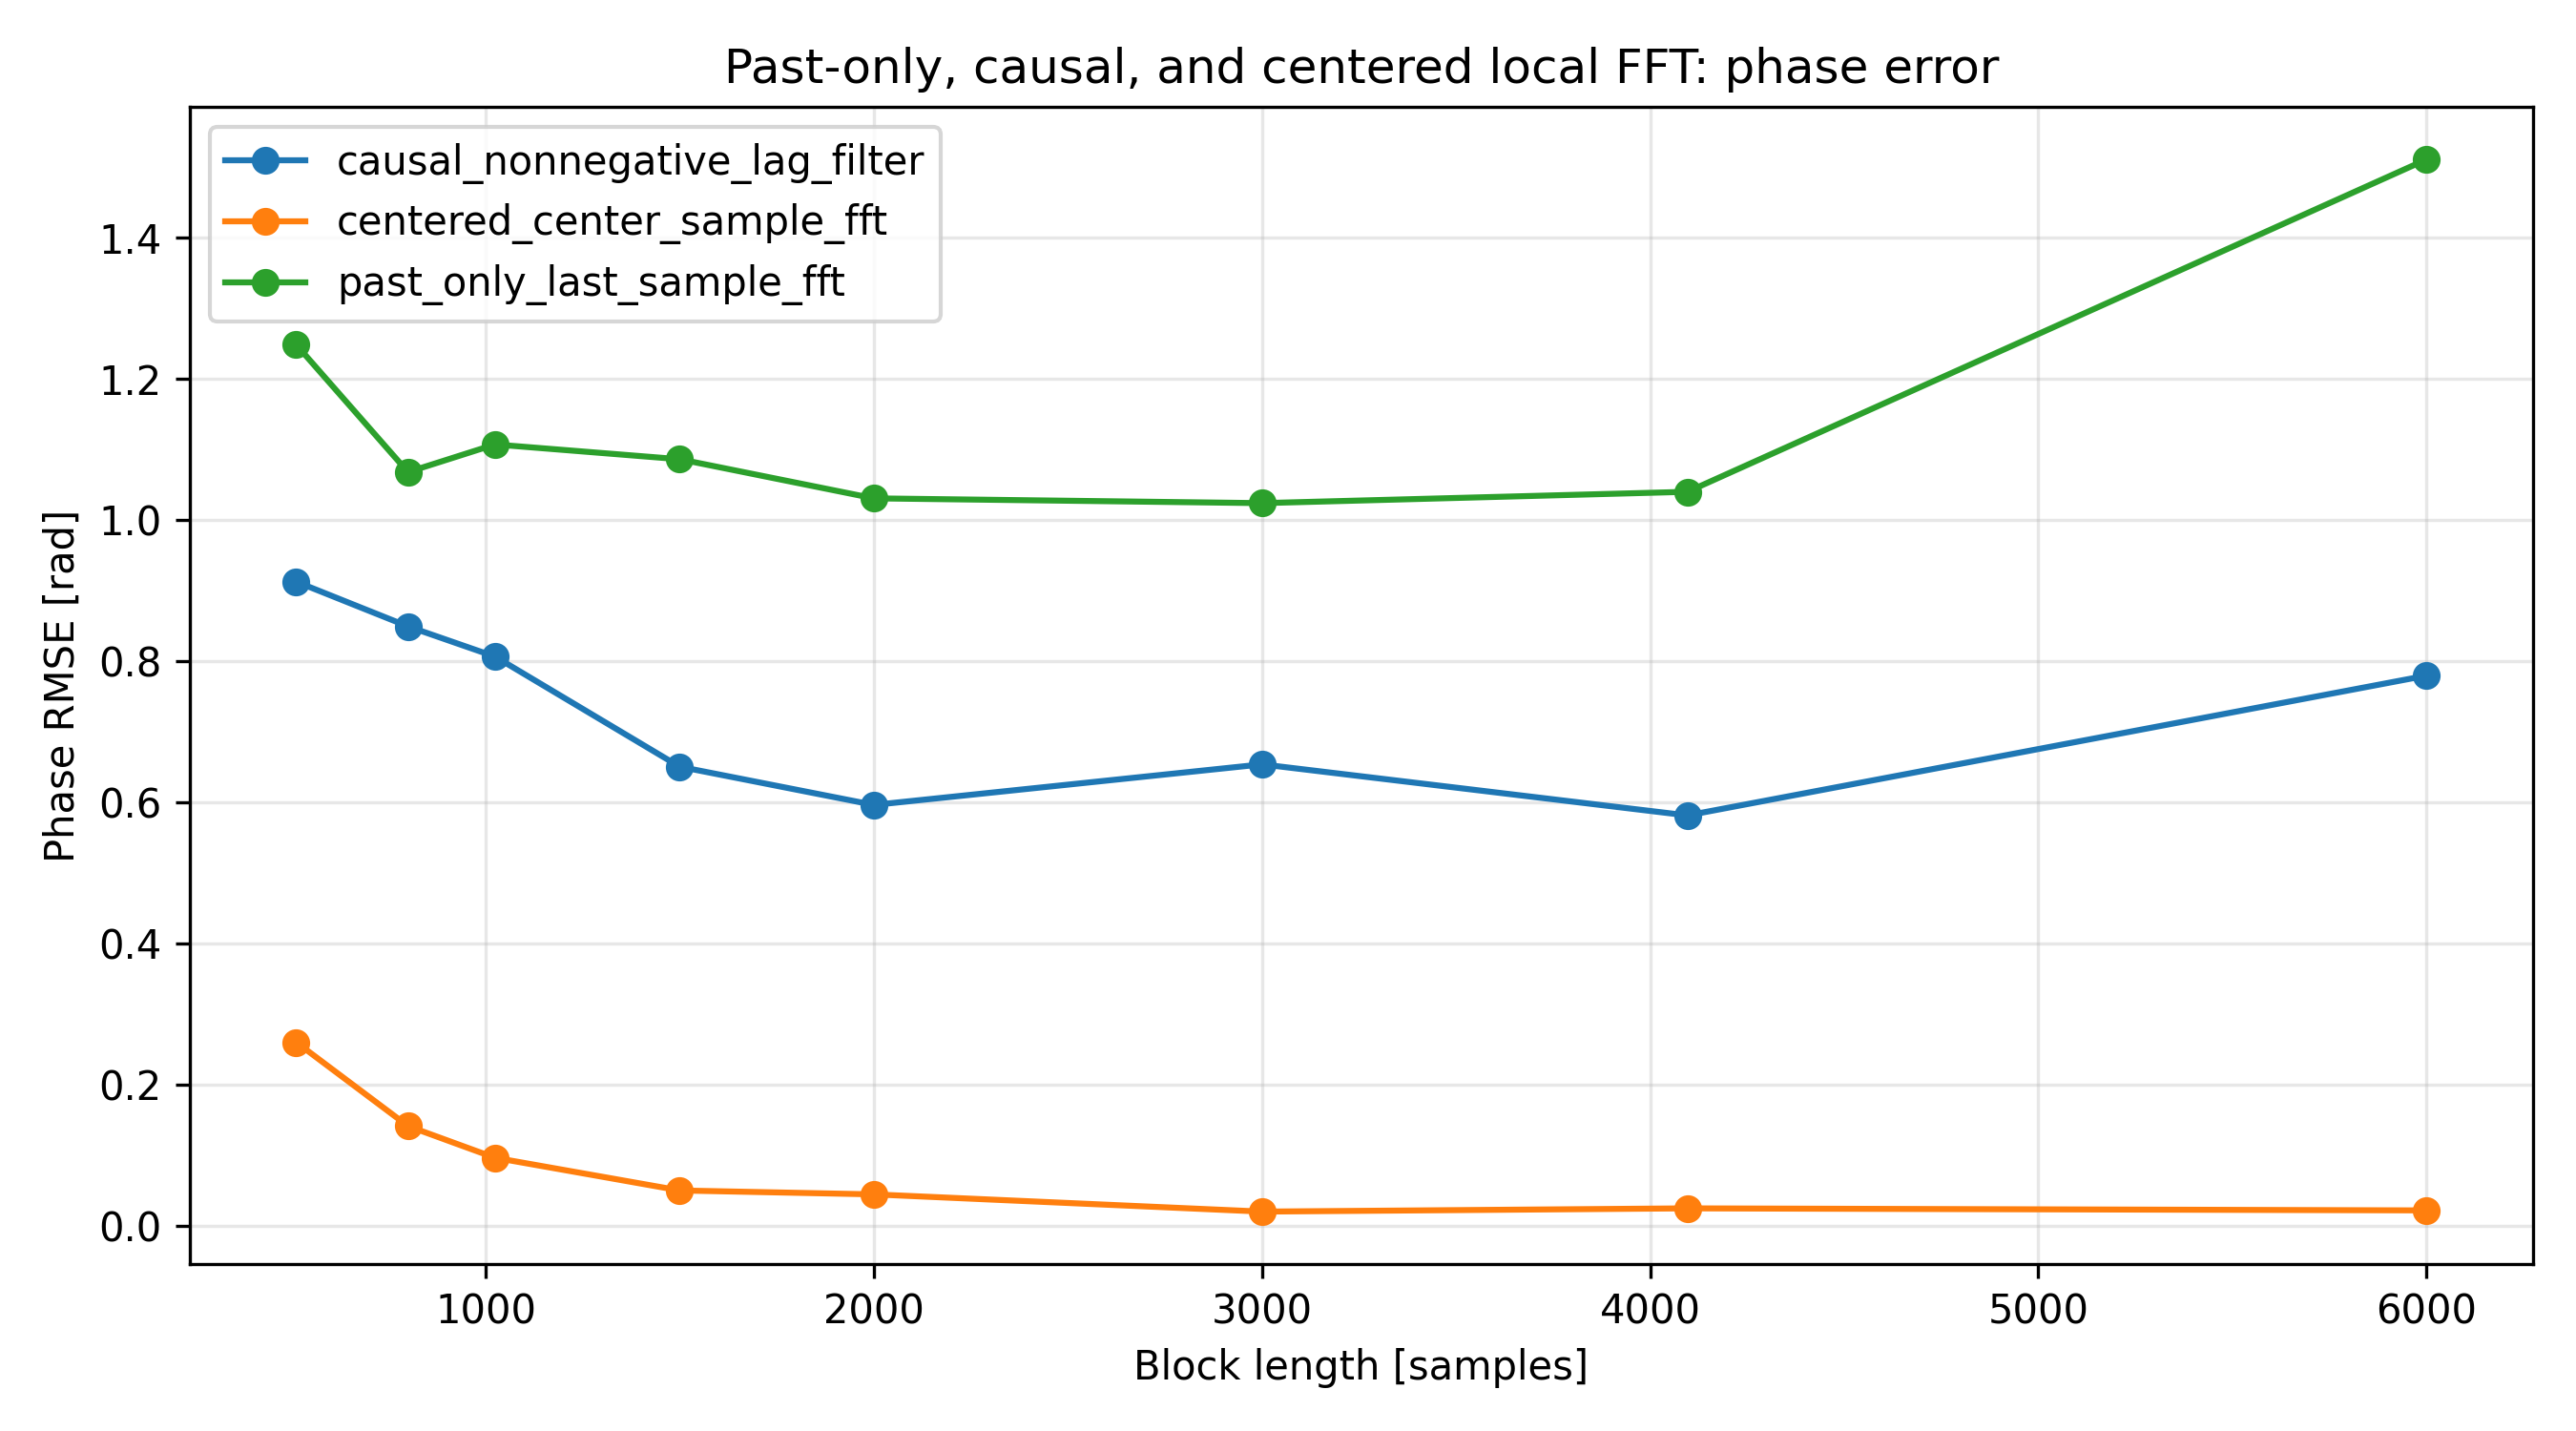 Past-only, causal, and centered local FFT: phase error
causal_nonnegative_lag_filter
centered_center_sample_fft
past_only_last_sample_fft
1.4
1.2
1.0
0.8
0.6
0.4
0.2
0.0
Phase RMSE [rad]
1000 2000 3000 4000 5000 6000
Block length [samples]